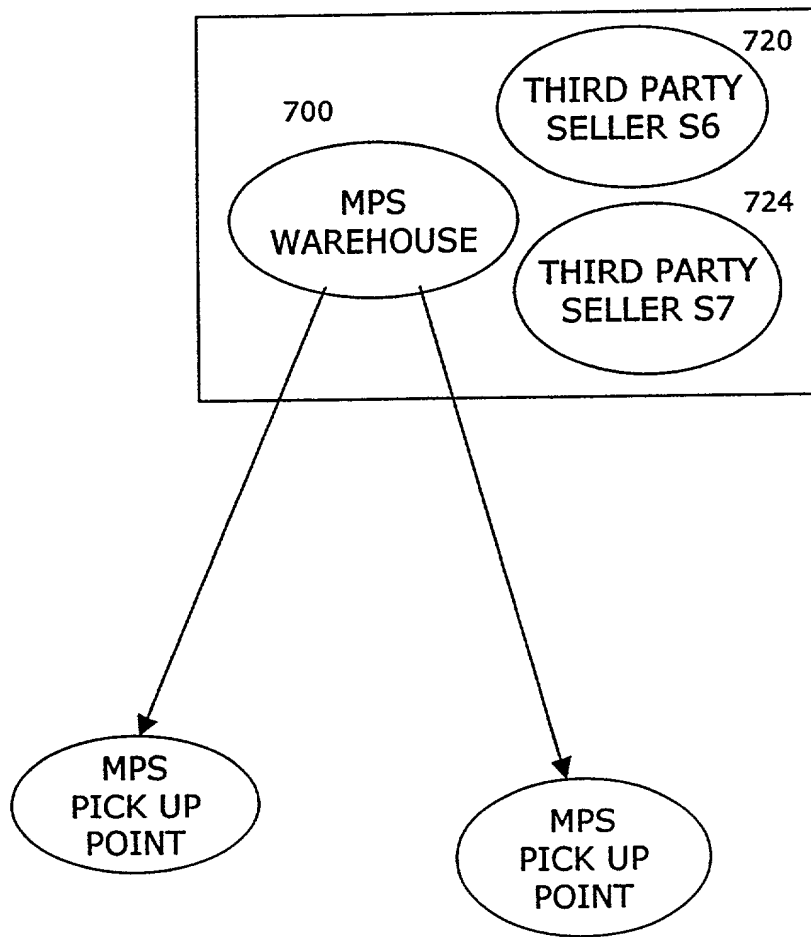 720
THIRD PARTY
SELLER S6
700
MPS
WAREHOUSE
724
THIRD PARTY
SELLER S7
MPS
PICK UP
POINT
MPS
PICK UP
POINT